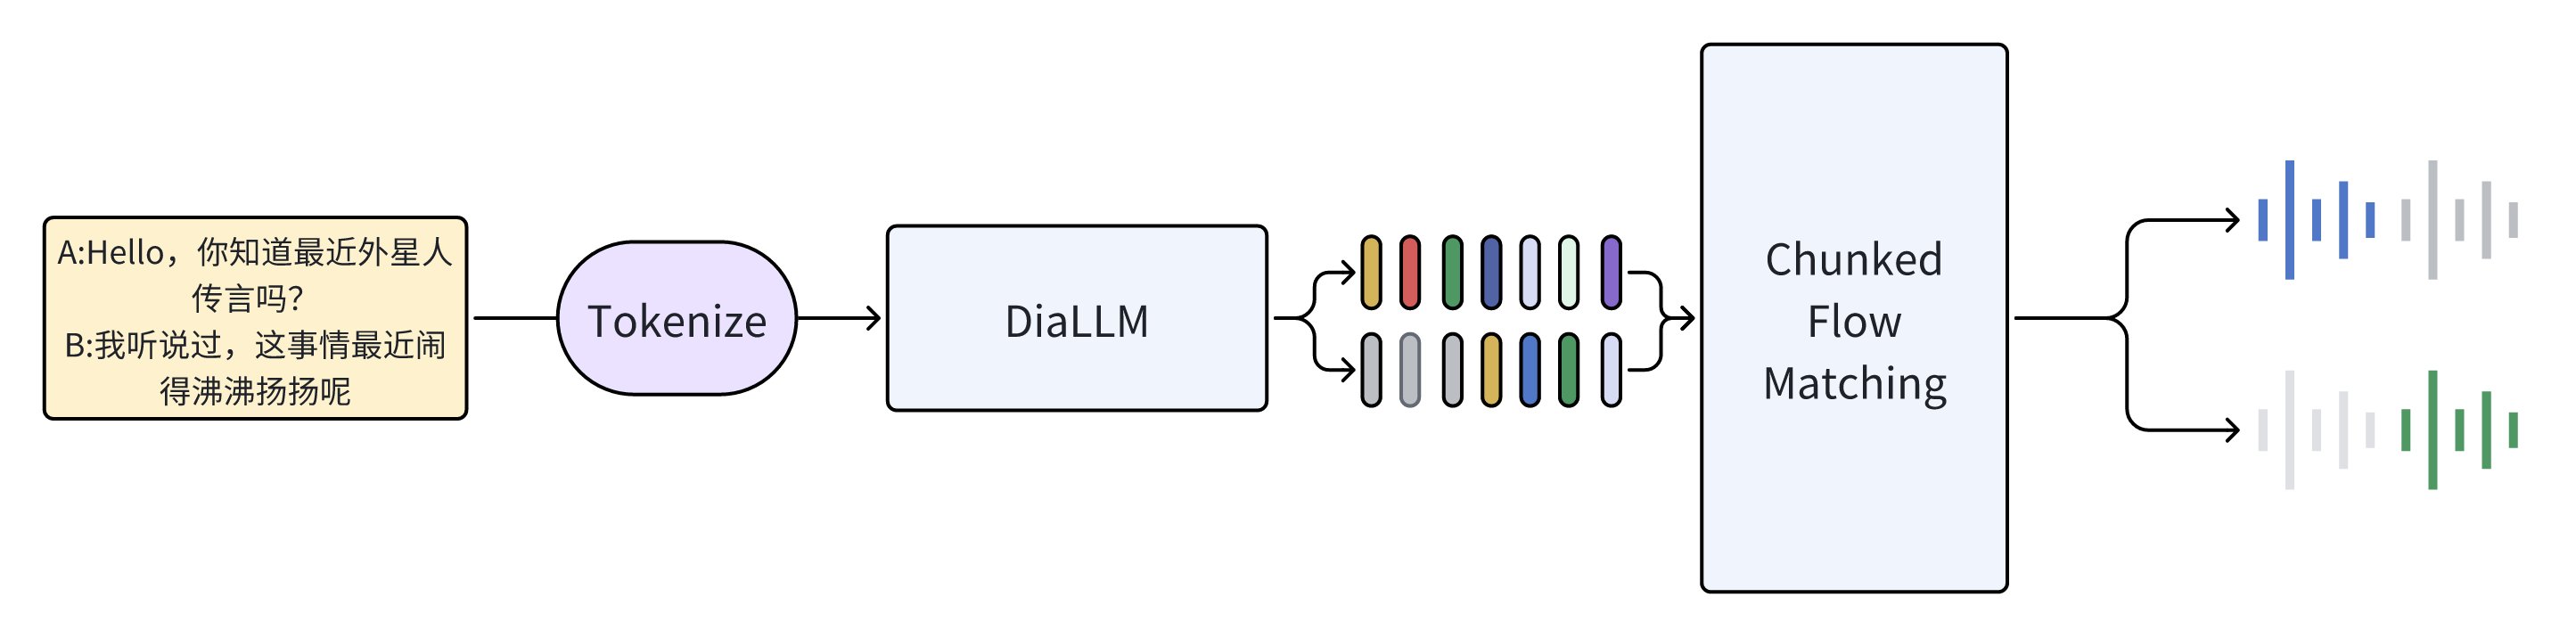 A:Hello，你知道最近外星人
传言吗？
B:我听说过，这事情最近闹
得沸沸扬扬呢
Tokenize
DiaLLM
Chunked
Flow
Matching